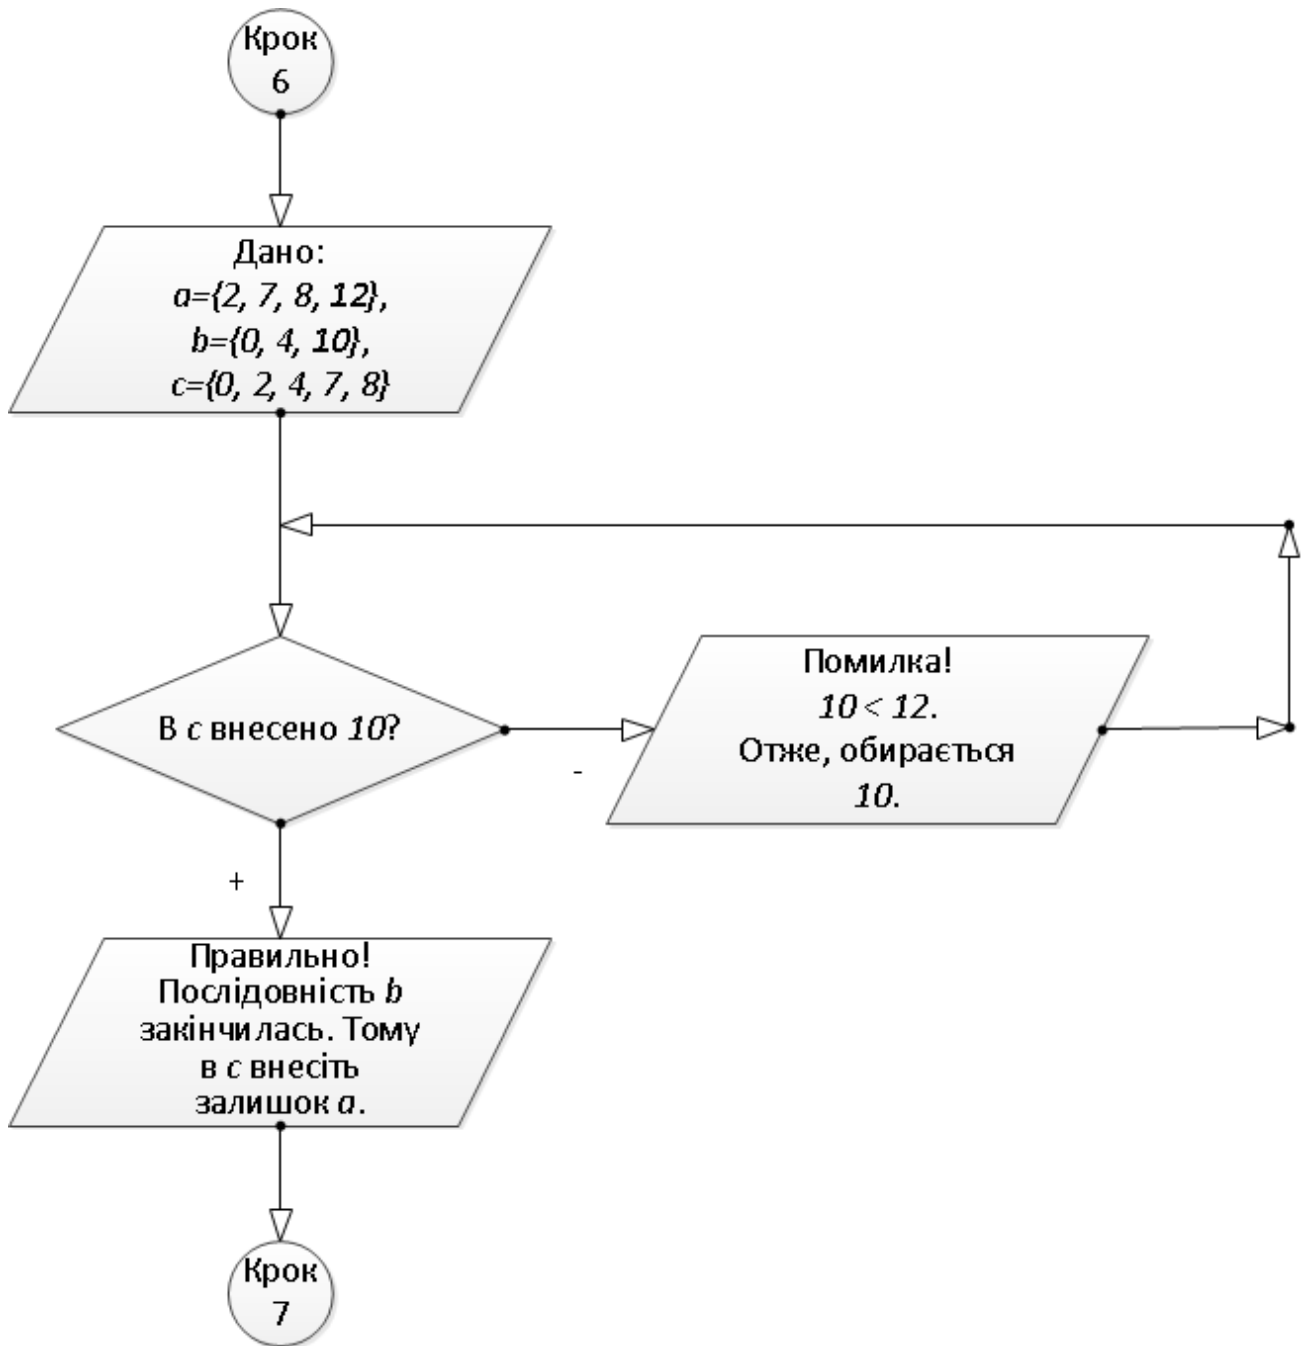 Крок
6
Дано:
a={2, 7, 8, 12},
b={0, 4, 10},
c={0, 2, 4, 7, 8}
В c внесено 10?
Помилка!
10 < 12.
Отже, обирається
10.
-
+
Правильно!
Послідовність b
закінчилась. Тому
в c внесіть
залишок a.
Крок
7